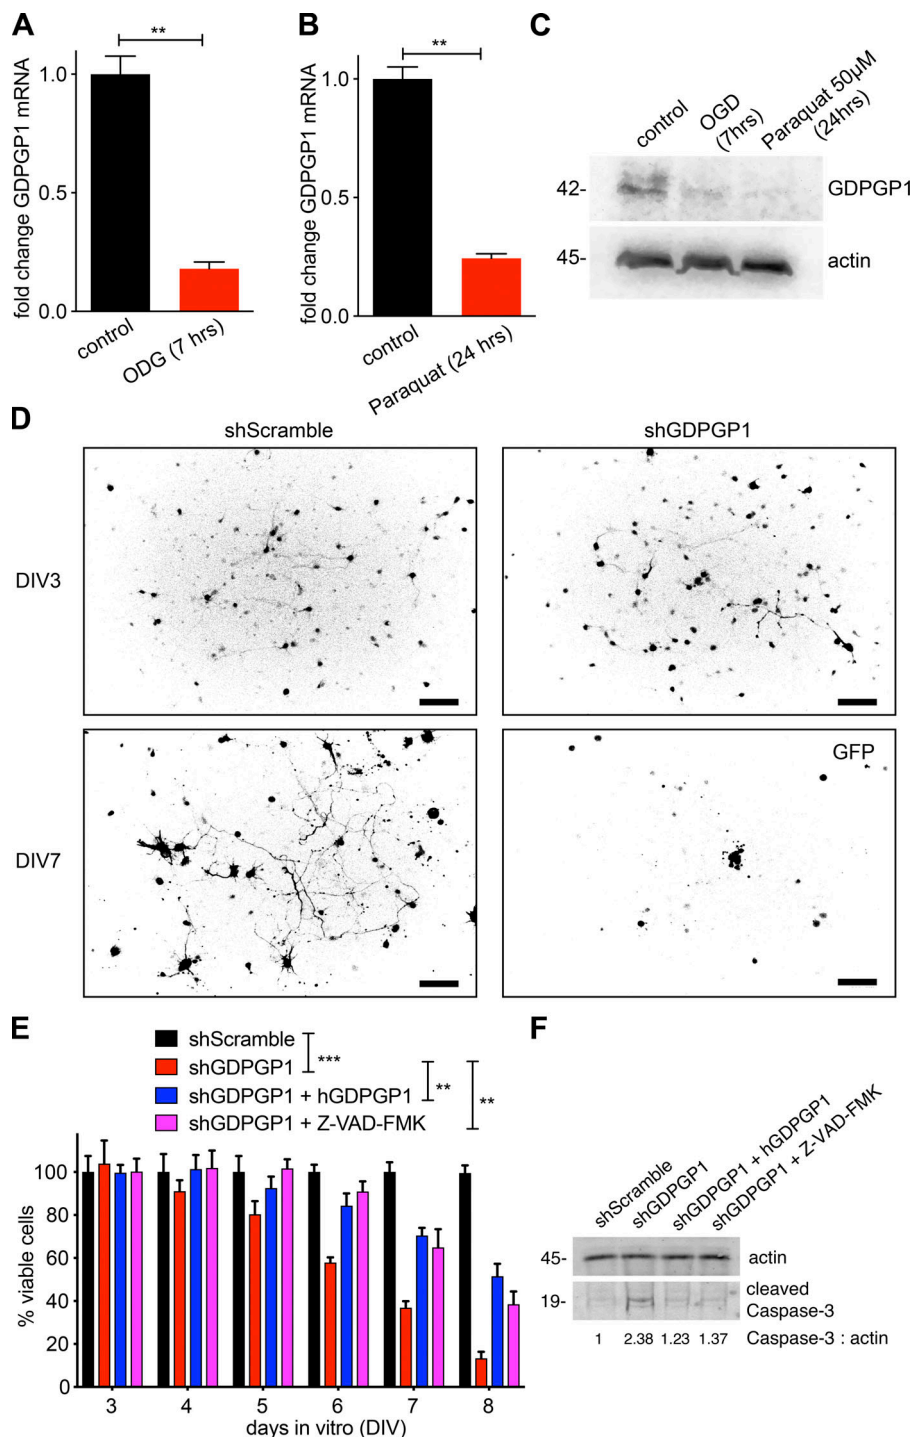 A
**
fold change GDPGP1 mRNA
1.0
0.5
0.0
control
ODG (7 hrs)
B
**
fold change GDPGP1 mRNA
1.0
0.5
0.0
control
Paraquat (24 hrs)
C
control
OGD
(7hrs)
Paraquat 50µM
(24hrs)
42-
GDPGP1
45-
actin
D
shScramble
shGDPGP1
DIV3
DIV7
GFP
E
shScramble
shGDPGP1
shGDPGP1 + hGDPGP1
shGDPGP1 + Z-VAD-FMK
***
**
**
% viable cells
100
80
60
40
20
0
3 4 5 6 7 8
days in vitro (DIV)
F
shScramble
shGDPGP1
shGDPGP1 + hGDPGP1
shGDPGP1 + Z-VAD-FMK
45-
actin
19-
cleaved
Caspase-3
1 2.38 1.23 1.37 Caspase-3 : actin